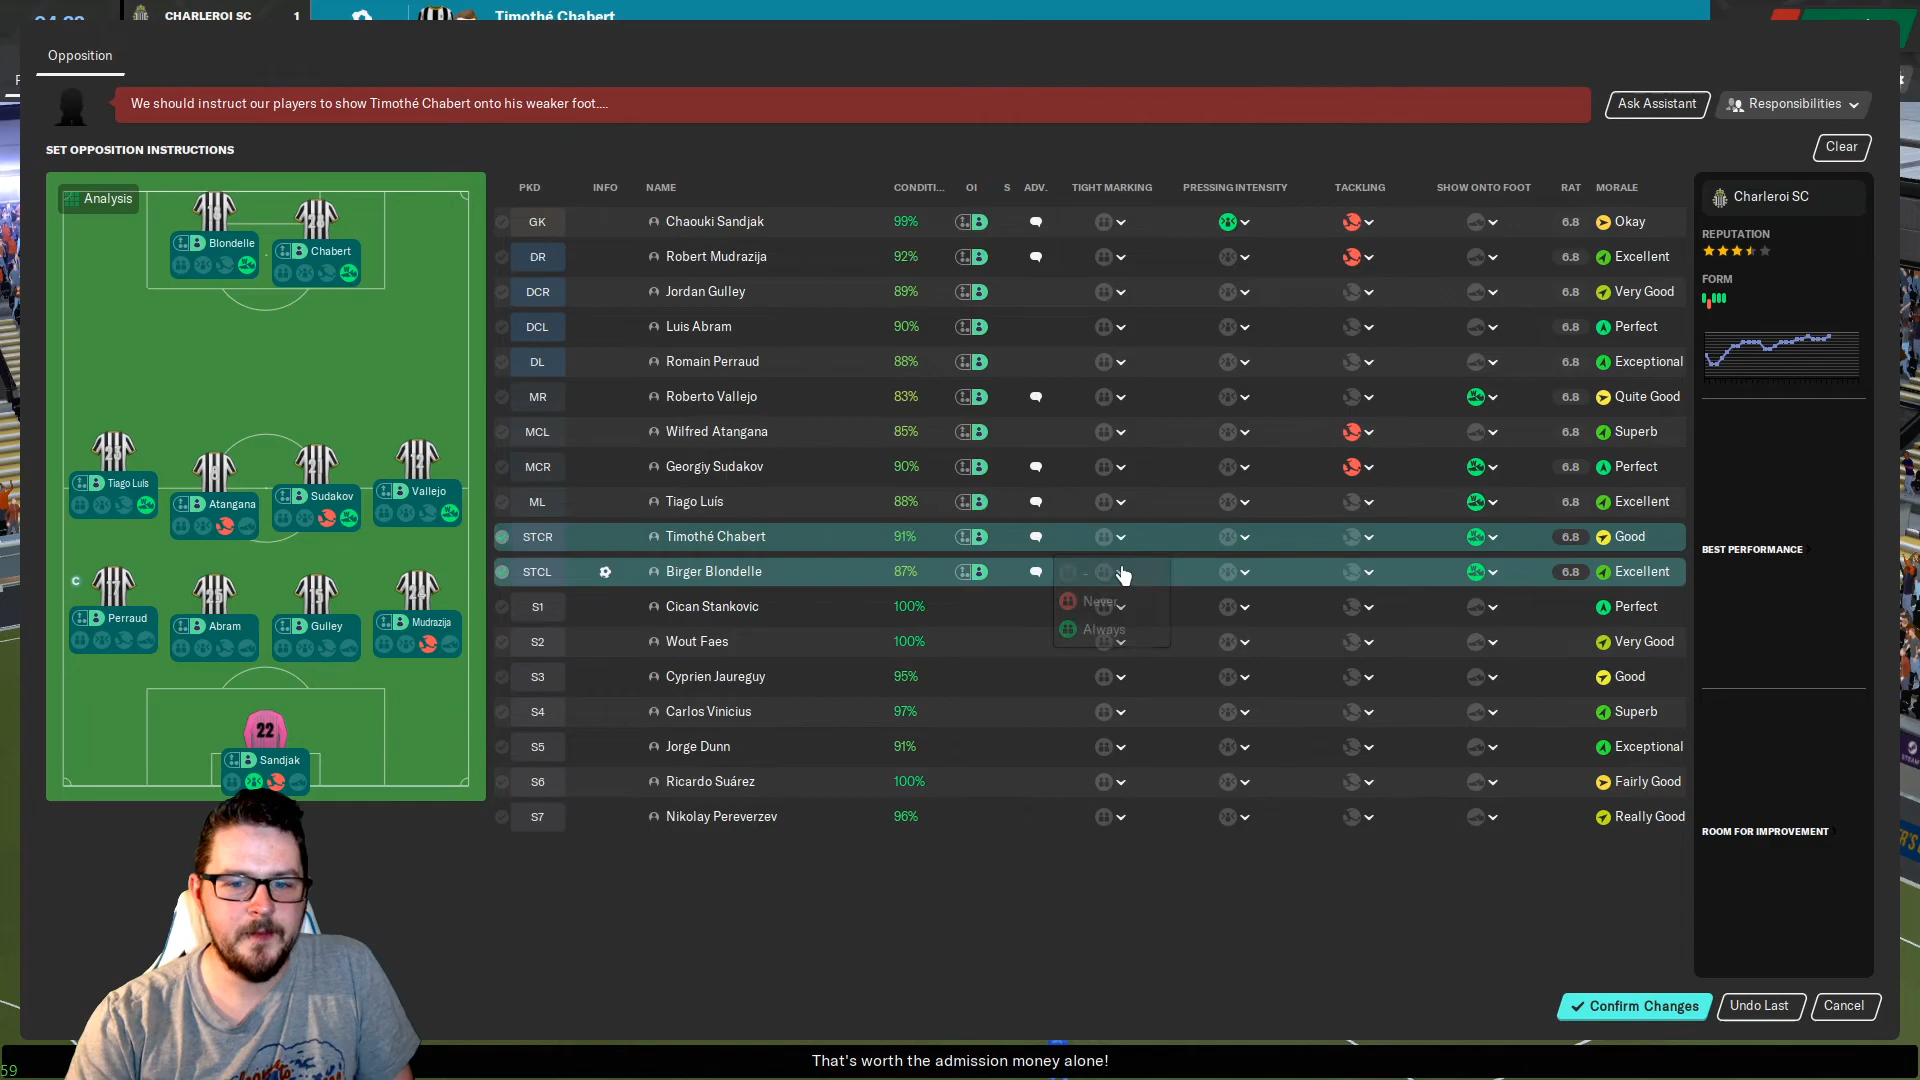 CHARLEROI SC 1 Timothé Chabert
Opposition
We should instruct our players to show Timothé Chabert onto his weaker foot....
Ask Assistant
Responsibilities
SET OPPOSITION INSTRUCTIONS
Clear
Analysis
18
Blondelle
Chabert
23
Tiago Luís
8
Atangana
21
Sudakov
12
Vallejo
C
17
Perraud
25
Abram
15
Gulley
24
Mudrazija
22
Sandjak
PKD INFO NAME CONDITI... OI S ADV. TIGHT MARKING PRESSING INTENSITY TACKLING SHOW ONTO FOOT RAT MORALE
GK Chaouki Sandjak 99% 6.8 Okay
DR Robert Mudrazija 92% 6.8 Excellent
DCR Jordan Gulley 89% 6.8 Very Good
DCL Luis Abram 90% 6.8 Perfect
DL Romain Perraud 88% 6.8 Exceptional
MR Roberto Vallejo 83% 6.8 Quite Good
MCL Wilfred Atangana 85% 6.8 Superb
MCR Georgiy Sudakov 90% 6.8 Perfect
ML Tiago Luís 88% 6.8 Excellent
STCR Timothé Chabert 91% 6.8 Good
STCL Birger Blondelle 87% - 6.8 Excellent
S1 Cican Stankovic 100% Never Perfect
S2 Wout Faes 100% Always Very Good
S3 Cyprien Jaureguy 95% Good
S4 Carlos Vinicius 97% Superb
S5 Jorge Dunn 91% Exceptional
S6 Ricardo Suárez 100% Fairly Good
S7 Nikolay Pereverzev 96% Really Good
Charleroi SC
REPUTATION
FORM
BEST PERFORMANCE
ROOM FOR IMPROVEMENT
Confirm Changes
Undo Last
Cancel
That's worth the admission money alone!
59